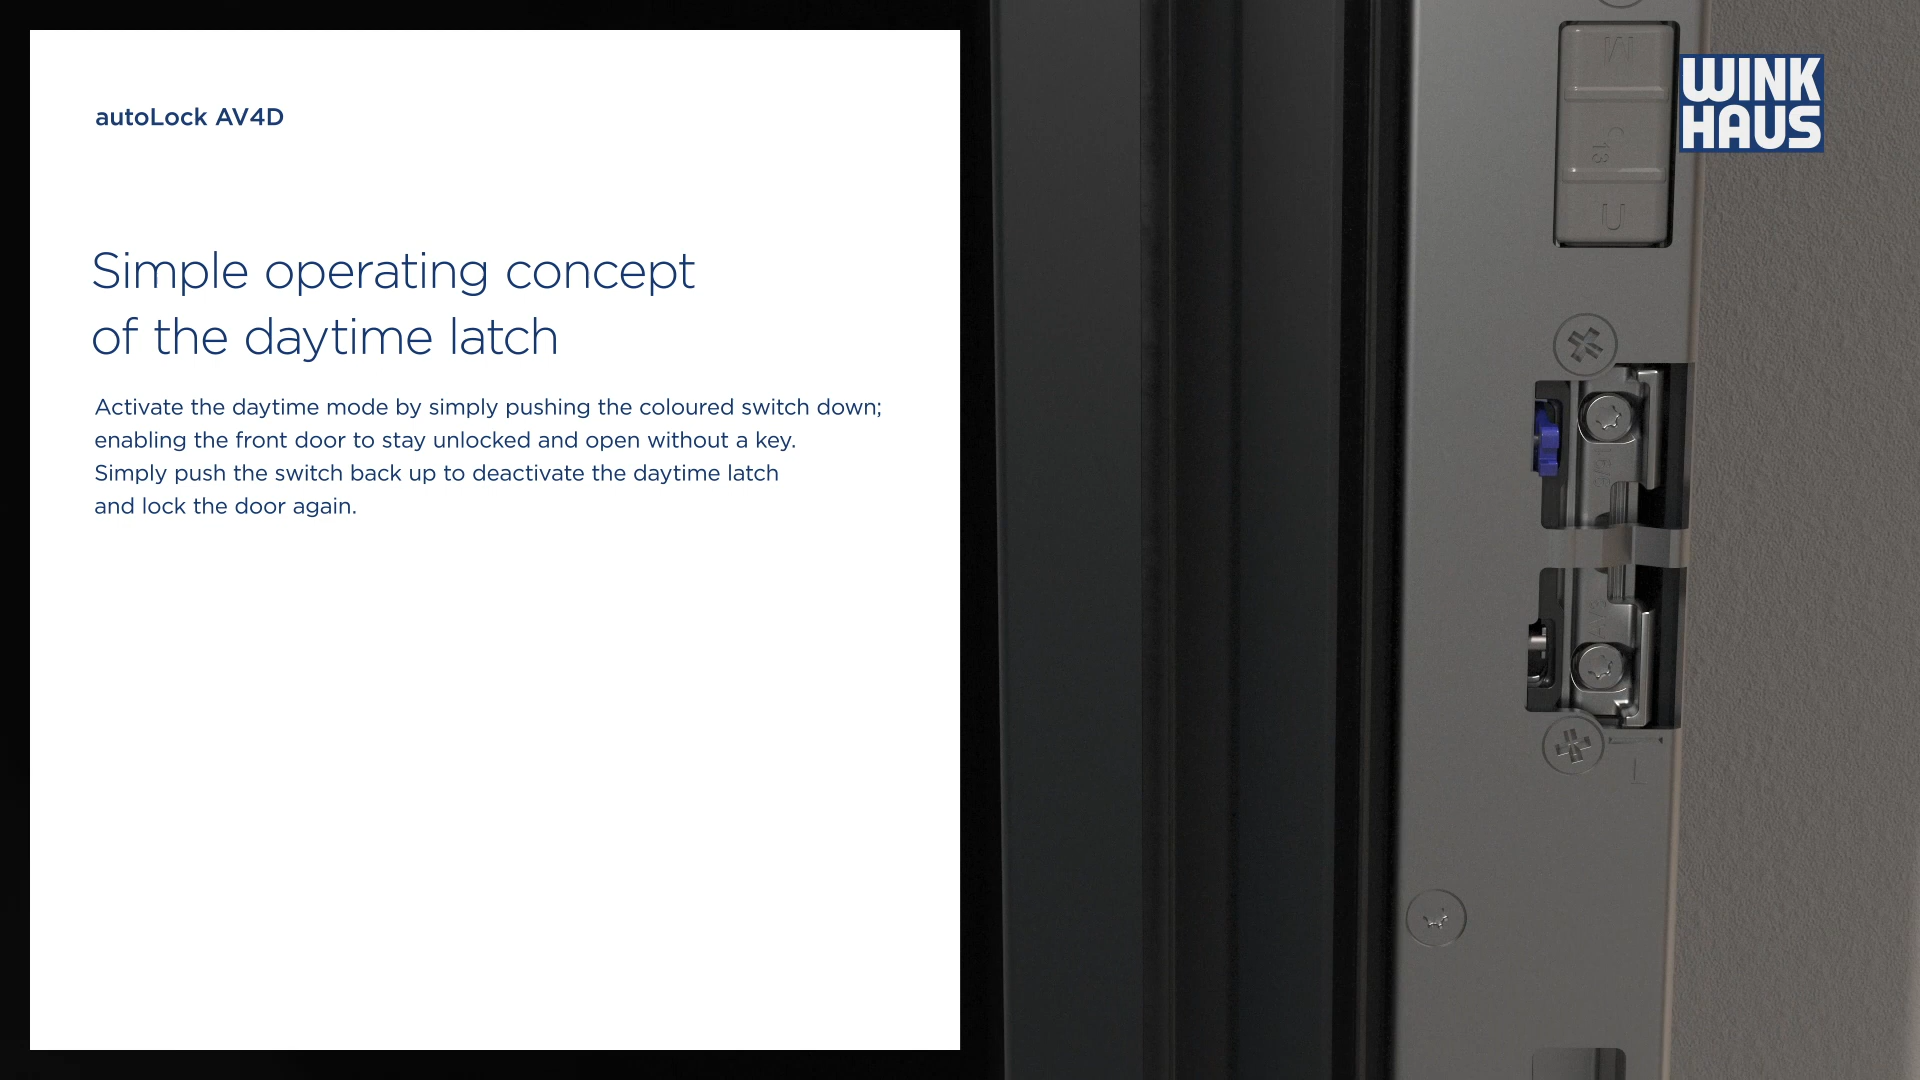 autoLock AV4D
Simple operating concept
of the daytime latch
Activate the daytime mode by simply pushing the coloured switch down;
enabling the front door to stay unlocked and open without a key.
Simply push the switch back up to deactivate the daytime latch
and lock the door again.
WINK
HAUS